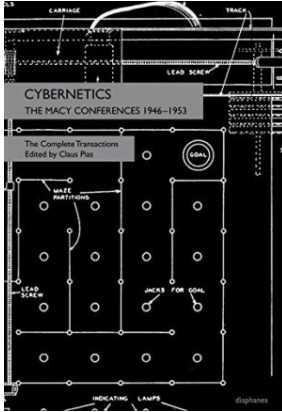 CARRIAGE
TRACK
LEAD SCREW
CYBERNETICS
THE MACY CONFERENCES 1946–1953
The Complete Transactions
Edited by Claus Pias
GOAL
MAZE
PARTITIONS
LEAD
SCREW
JACKS FOR GOAL
INDICATING LAMPS
diaphanes